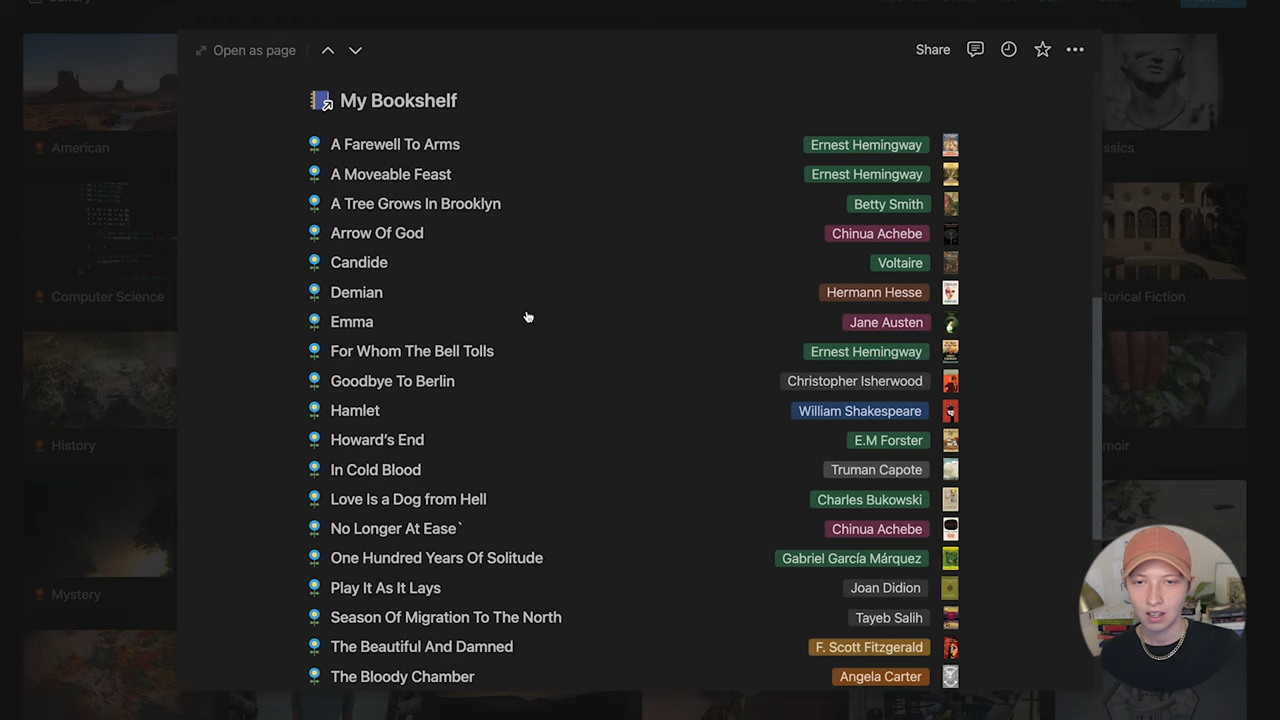 Open as page
Share
My Bookshelf
A Farewell To Arms Ernest Hemingway
A Moveable Feast Ernest Hemingway
A Tree Grows In Brooklyn Betty Smith
Arrow Of God Chinua Achebe
Candide Voltaire
Demian Hermann Hesse
Emma Jane Austen
For Whom The Bell Tolls Ernest Hemingway
Goodbye To Berlin Christopher Isherwood
Hamlet William Shakespeare
Howard’s End E.M Forster
In Cold Blood Truman Capote
Love Is a Dog from Hell Charles Bukowski
No Longer At Ease` Chinua Achebe
One Hundred Years Of Solitude Gabriel García Márquez
Play It As It Lays Joan Didion
Season Of Migration To The North Tayeb Salih
The Beautiful And Damned F. Scott Fitzgerald
The Bloody Chamber Angela Carter
American
Computer Science
History
Mystery
Fiction